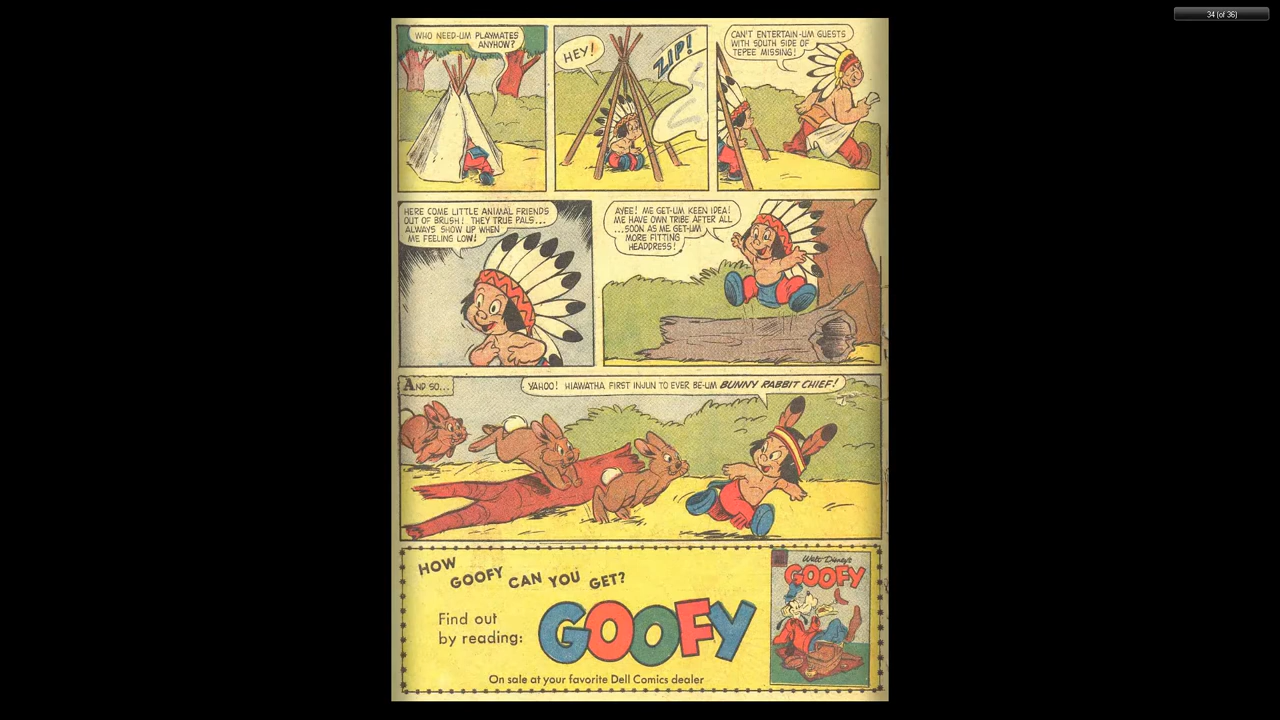 34 (of 36)
WHO NEED-UM PLAYMATES
ANYHOW?
HEY!
ZIP!
CAN'T ENTERTAIN-UM GUESTS
WITH SOUTH SIDE OF
TEPEE MISSING!
HERE COME LITTLE ANIMAL FRIENDS
OUT OF BRUSH! THEY TRUE PALS...
ALWAYS SHOW UP WHEN
ME FEELING LOW!
AYEE! ME GET-UM KEEN IDEA!
ME HAVE OWN TRIBE AFTER ALL
...SOON AS ME GET-UM
MORE FITTING
HEADDRESS!
AND SO...
YAHOO! HIAWATHA FIRST INJUN TO EVER BE-UM BUNNY RABBIT CHIEF!
HOW GOOFY CAN YOU GET?
Find out
by reading:
GOOFY
On sale at your favorite Dell Comics dealer
Walt Disney's
GOOFY